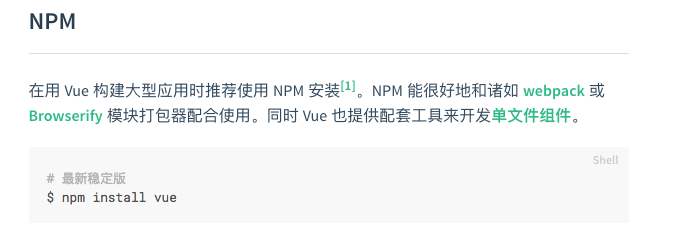 NPM
在用 Vue 构建大型应用时推荐使用 NPM 安装[1]。NPM 能很好地和诸如 webpack 或
Browserify 模块打包器配合使用。同时 Vue 也提供配套工具来开发单文件组件。
Shell
# 最新稳定版
$ npm install vue